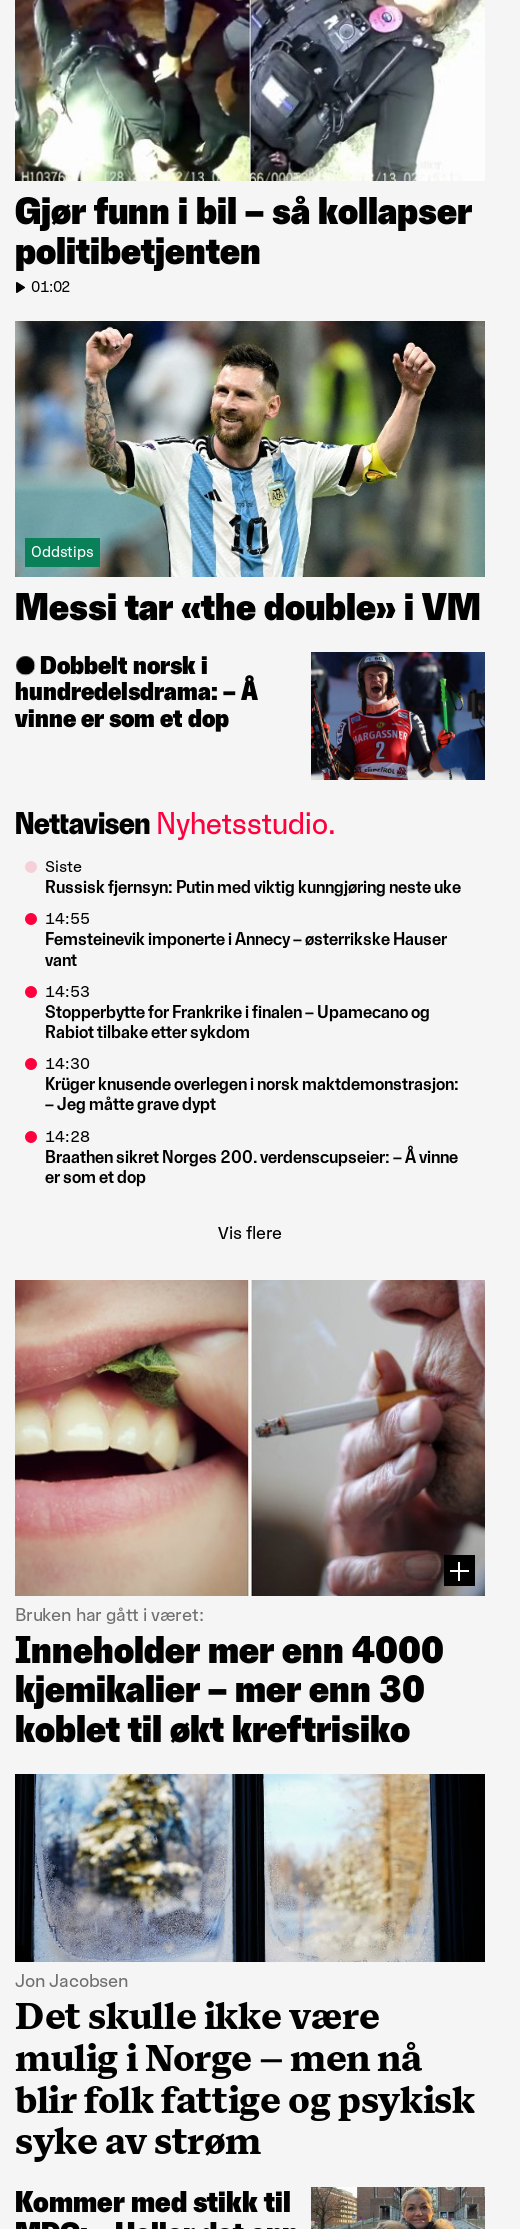 Gjør funn i bil – så kollapser
politibetjenten
01:02
10
Oddstips
Messi tar «the double» i VM
Dobbelt norsk i
hundredelsdrama: – Å
vinne er som et dop
HARGASSNER
2
Nettavisen Nyhetsstudio.
Siste
Russisk fjernsyn: Putin med viktig kunngjøring neste uke
14:55
Femsteinevik imponerte i Annecy – østerrikske Hauser
vant
14:53
Stopperbytte for Frankrike i finalen – Upamecano og
Rabiot tilbake etter sykdom
14:30
Krüger knusende overlegen i norsk maktdemonstrasjon:
– Jeg måtte grave dypt
14:28
Braathen sikret Norges 200. verdenscupseier: – Å vinne
er som et dop
Vis flere
Bruken har gått i været:
Inneholder mer enn 4000
kjemikalier – mer enn 30
koblet til økt kreftrisiko
Jon Jacobsen
Det skulle ikke være
mulig i Norge – men nå
blir folk fattige og psykisk
syke av strøm
Kommer med stikk til